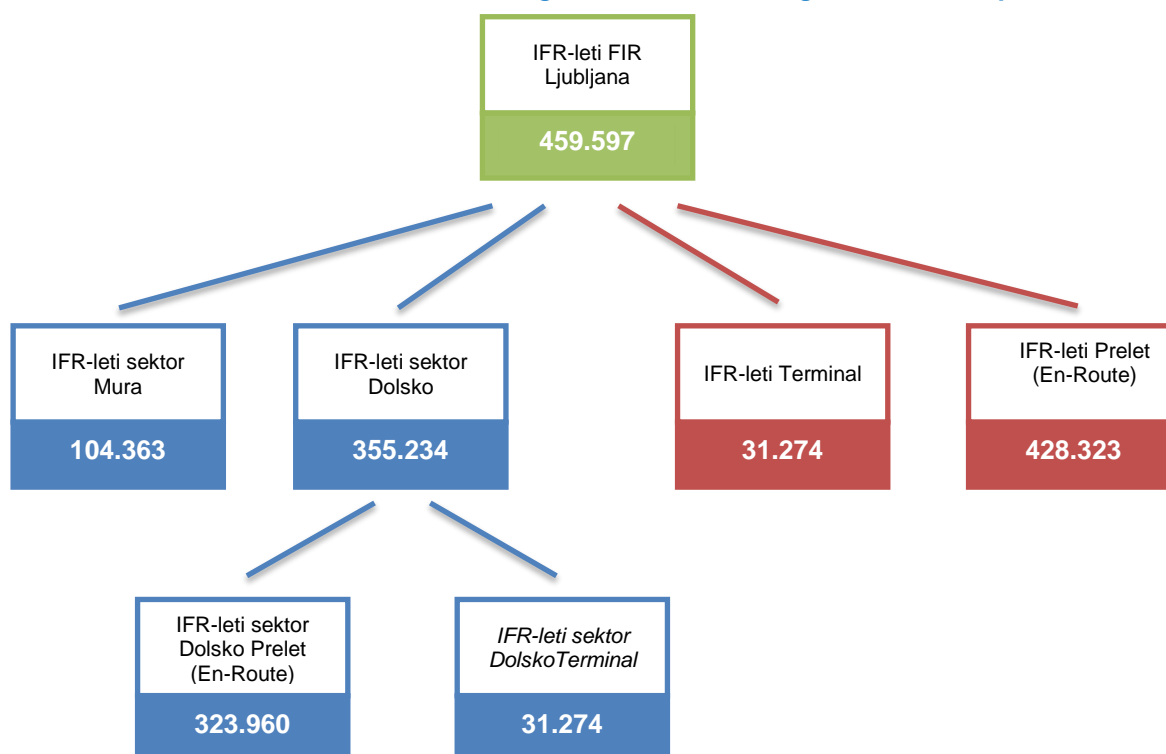 IFR-leti FIR
Ljubljana
459.597
IFR-leti sektor
Mura
104.363
IFR-leti sektor
Dolsko
355.234
IFR-leti Terminal
31.274
IFR-leti Prelet
(En-Route)
428.323
IFR-leti sektor
Dolsko Prelet
(En-Route)
323.960
IFR-leti sektor
DolskoTerminal
31.274